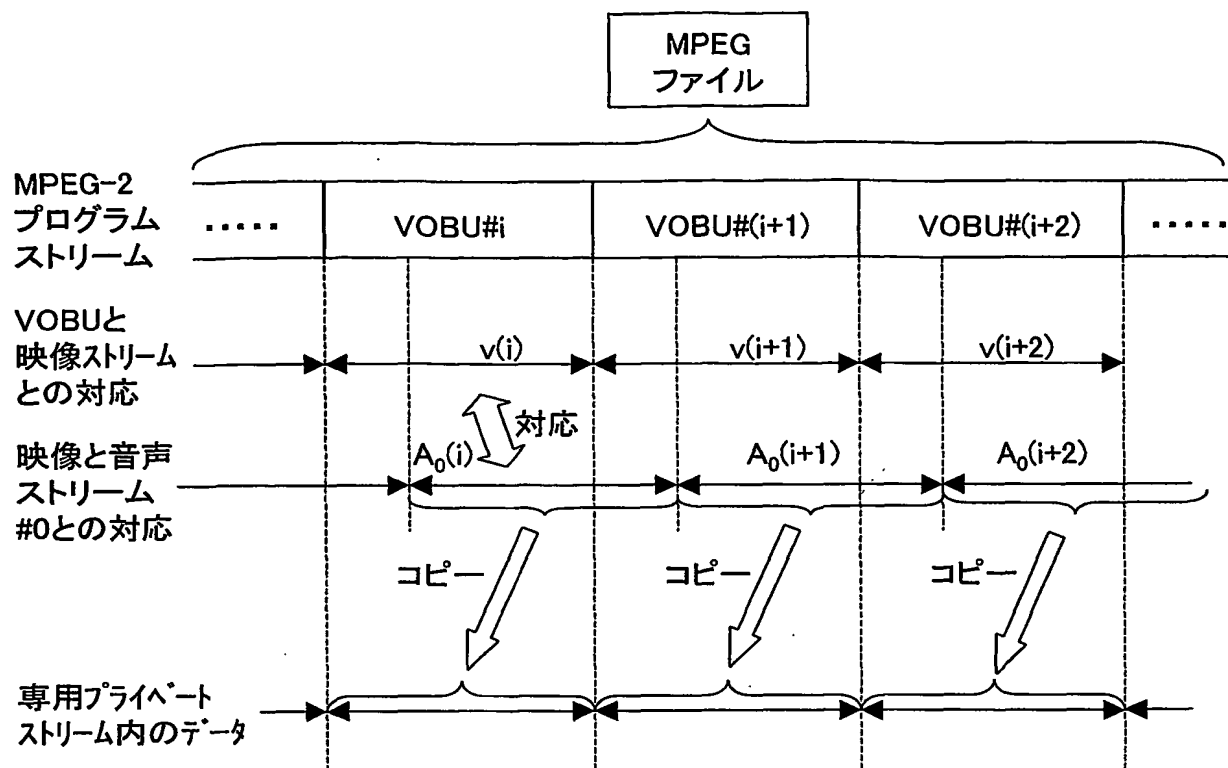 MPEG
ファイル
MPEG-2
プログラム
ストリーム
‥‥‥ VOBU#i VOBU#(i+1) VOBU#(i+2) ‥‥‥
VOBUと
映像ストリーム
との対応
v(i) v(i+1) v(i+2)
対応
映像と音声
ストリーム
#0との対応
A₀(i) A₀(i+1) A₀(i+2)
コピー コピー コピー
専用プライベート
ストリーム内のデータ